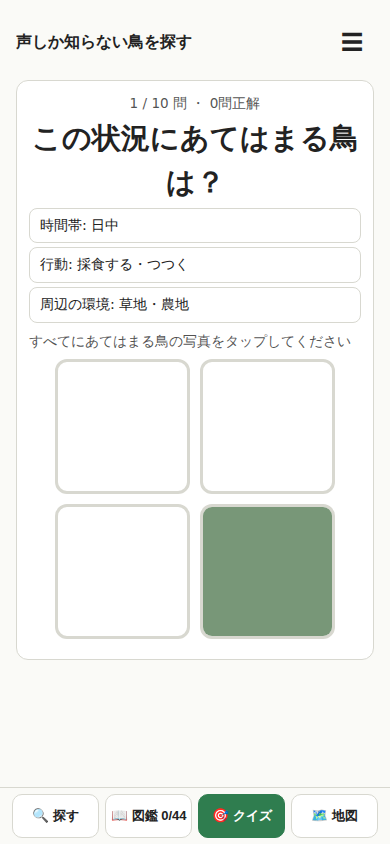 声しか知らない鳥を探す
1 / 10 問 ・ 0問正解
この状況にあてはまる鳥
は？
時間帯: 日中
行動: 採食する・つつく
周辺の環境: 草地・農地
すべてにあてはまる鳥の写真をタップしてください
🔍 探す
📖 図鑑 0/44
🎯 クイズ
🗺️ 地図